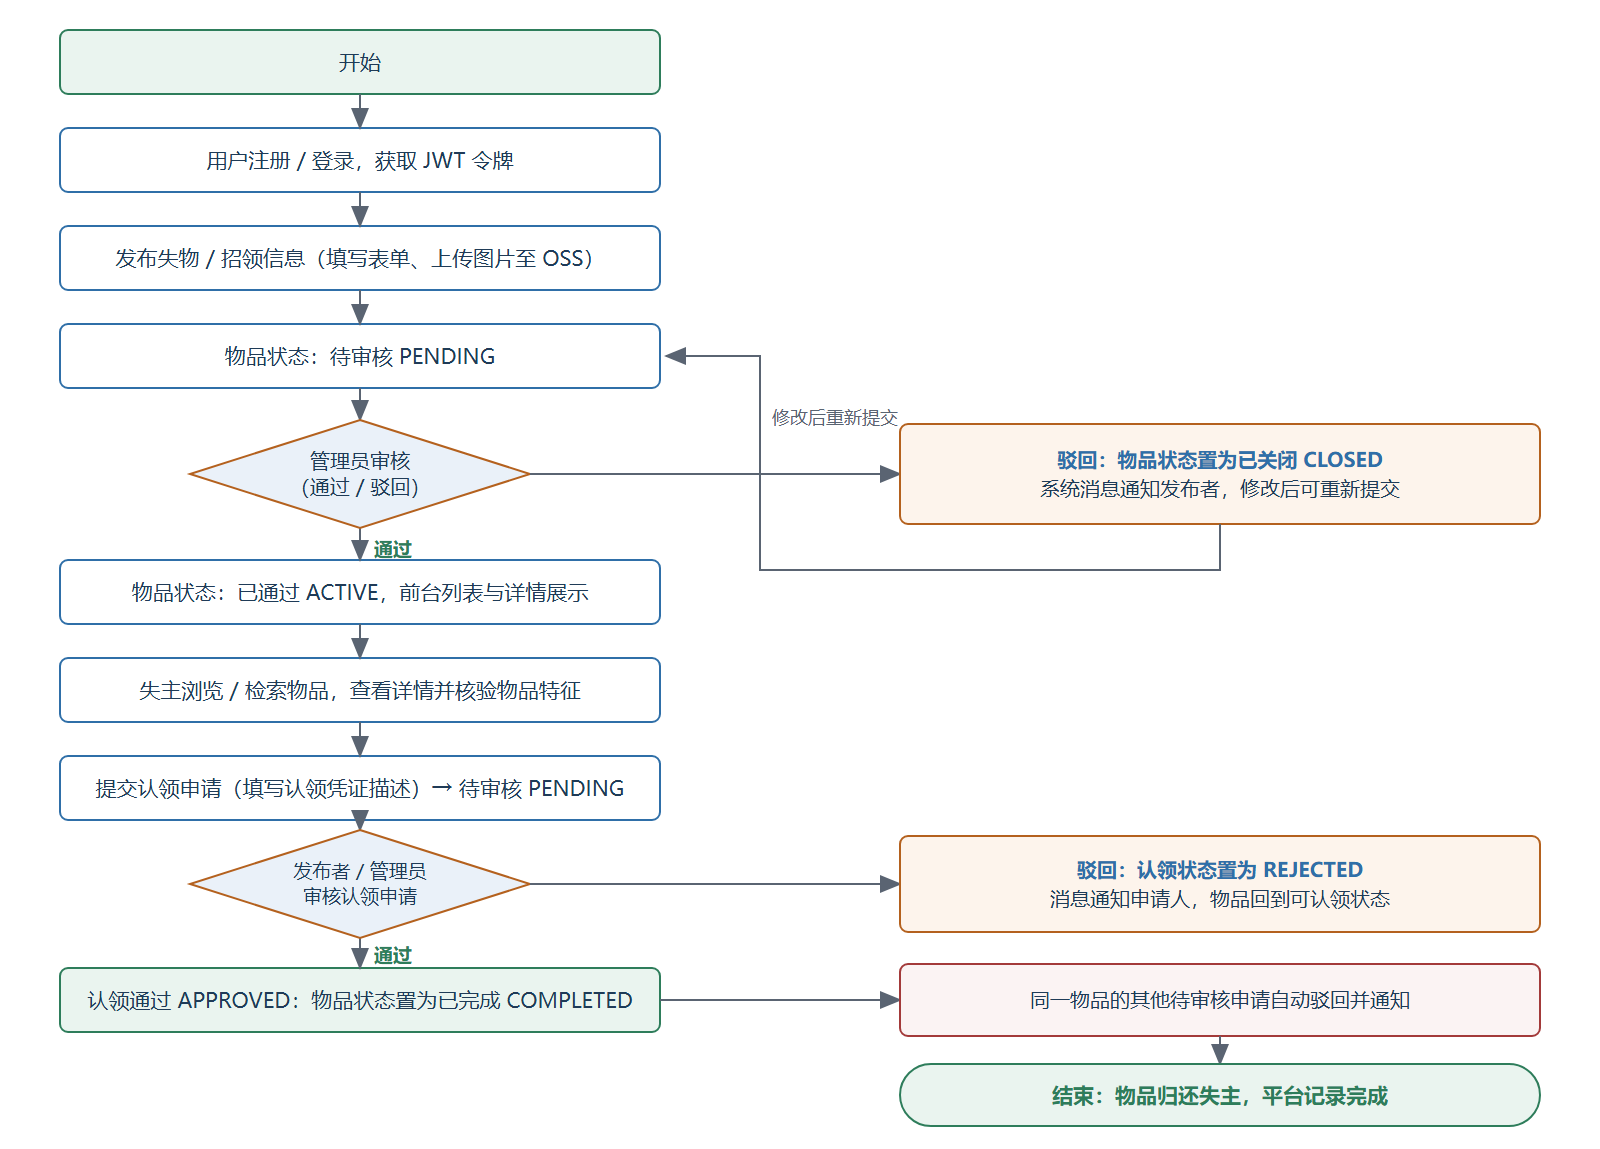 开始
用户注册 / 登录，获取 JWT 令牌
发布失物 / 招领信息（填写表单、上传图片至 OSS）
物品状态：待审核 PENDING
修改后重新提交
管理员审核
（通过 / 驳回）
驳回：物品状态置为已关闭 CLOSED
系统消息通知发布者，修改后可重新提交
通过
物品状态：已通过 ACTIVE，前台列表与详情展示
失主浏览 / 检索物品，查看详情并核验物品特征
提交认领申请（填写认领凭证描述）→ 待审核 PENDING
发布者 / 管理员
审核认领申请
驳回：认领状态置为 REJECTED
消息通知申请人，物品回到可认领状态
通过
认领通过 APPROVED：物品状态置为已完成 COMPLETED
同一物品的其他待审核申请自动驳回并通知
结束：物品归还失主，平台记录完成